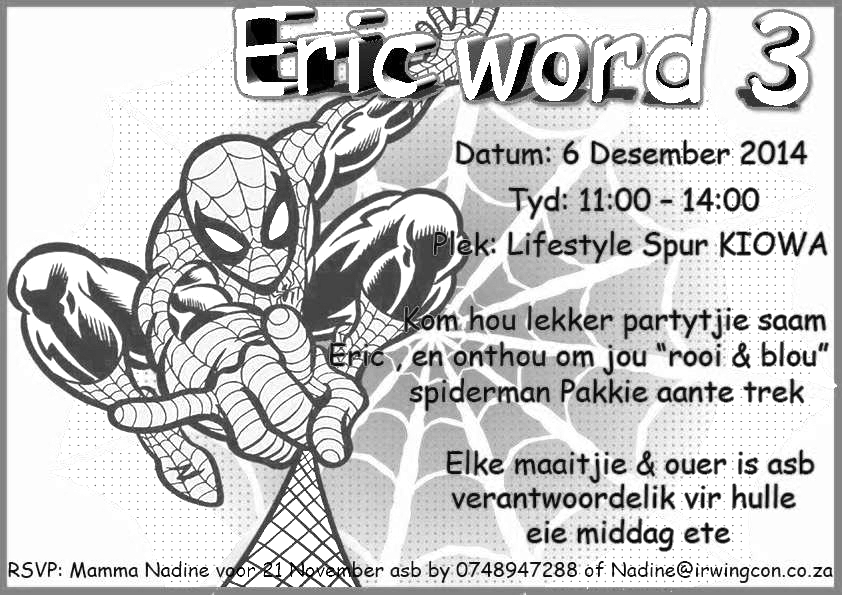 Eric word 3
Datum: 6 Desember 2014
Tyd: 11:00 – 14:00
Plek: Lifestyle Spur KIOWA
Kom hou lekker partytjie saam
Eric , en onthou om jou “rooi & blou”
spiderman Pakkie aante trek
Elke maaitjie & ouer is asb
verantwoordelik vir hulle
eie middag ete
RSVP: Mamma Nadine voor 21 November asb by 0748947288 of Nadine@irwingcon.co.za